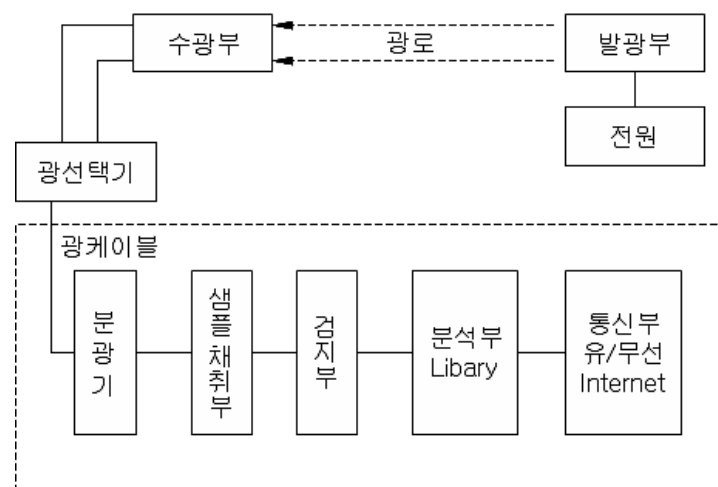 수광부
광로
발광부
전원
광선택기
광케이블
분
광
기
샘
플
채
취
부
검
지
부
분석부
Libary
통신부
유/무선
Internet